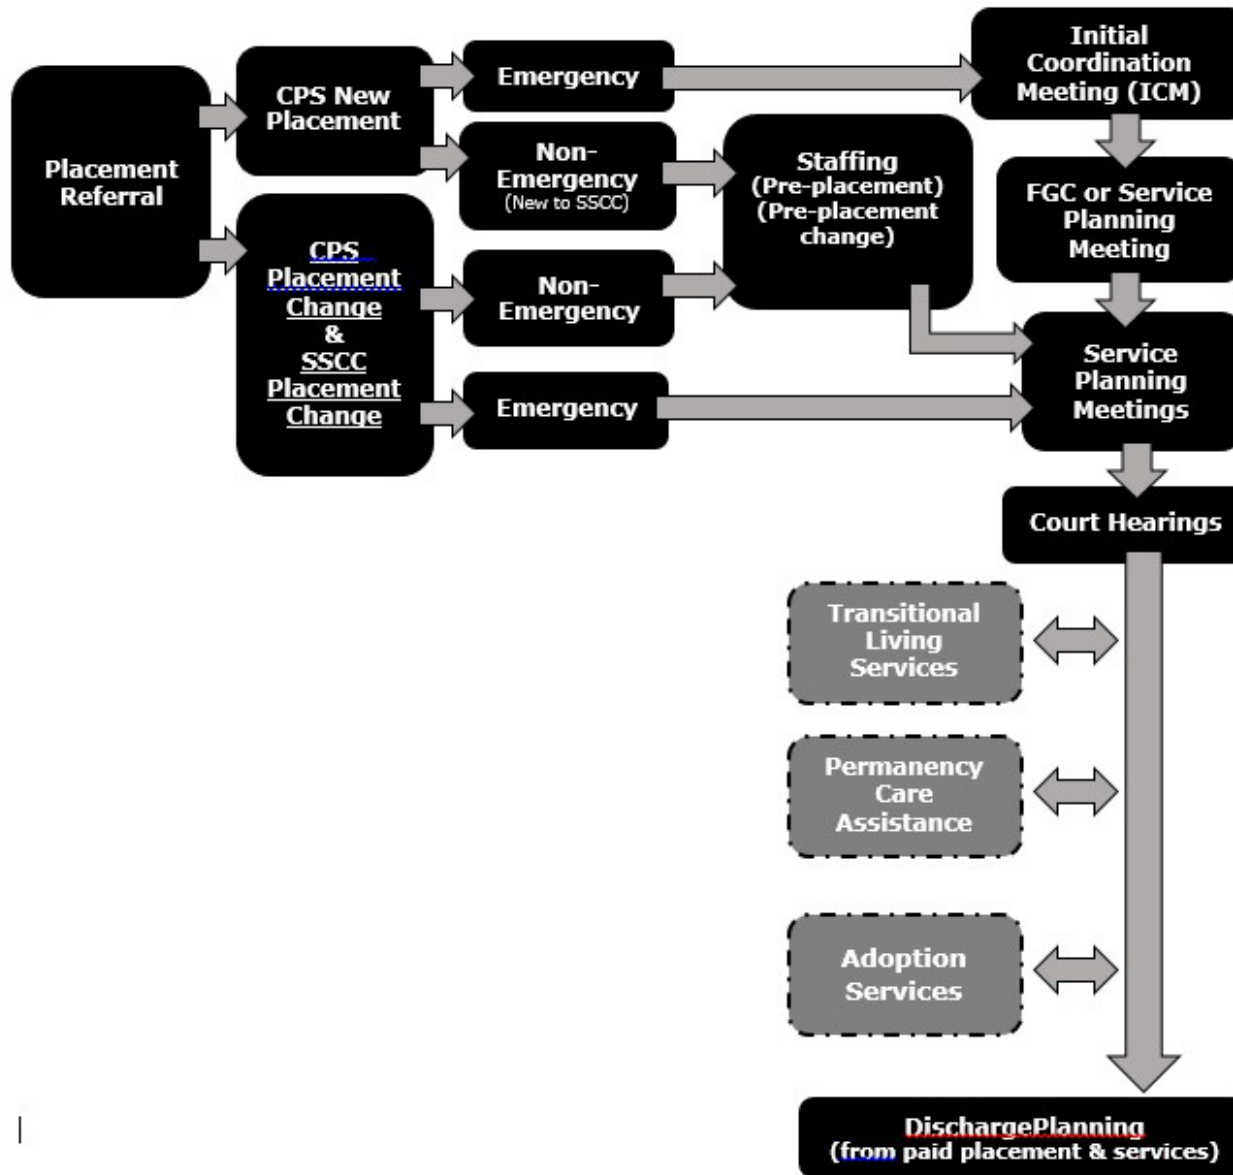 Placement
Referral
CPS New
Placement
CPS
Placement
Change
&
SSCC
Placement
Change
Emergency
Non-
Emergency
(New to SSCC)
Non-
Emergency
Emergency
Staffing
(Pre-placement)
(Pre-placement
change)
Initial
Coordination
Meeting (ICM)
FGC or Service
Planning
Meeting
Service
Planning
Meetings
Court Hearings
Transitional
Living
Services
Permanency
Care
Assistance
Adoption
Services
DischargePlanning
(from paid placement & services)